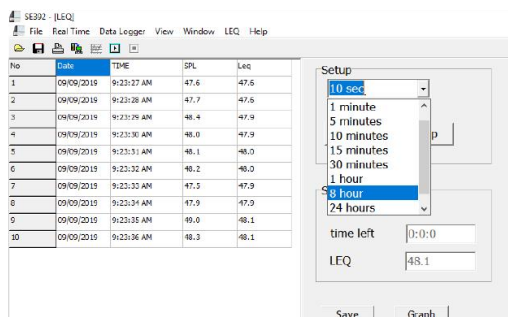 SE392 - [LEQ]
File Real Time Data Logger View Window LEQ Help
No Date TIME SPL Leq
1 09/09/2019 9:23:27 AM 47.6 47.6
2 09/09/2019 9:23:28 AM 47.7 47.6
3 09/09/2019 9:23:29 AM 48.4 47.9
4 09/09/2019 9:23:30 AM 48.0 47.9
5 09/09/2019 9:23:31 AM 48.1 48.0
6 09/09/2019 9:23:32 AM 48.2 48.0
7 09/09/2019 9:23:33 AM 47.5 47.9
8 09/09/2019 9:23:34 AM 47.9 47.9
9 09/09/2019 9:23:35 AM 49.0 48.1
10 09/09/2019 9:23:36 AM 48.3 48.1
Setup
10 sec
1 minute
5 minutes
10 minutes
15 minutes
30 minutes
1 hour
8 hour
24 hours
p
S
time left 0:0:0
LEQ 48.1
Save Graph